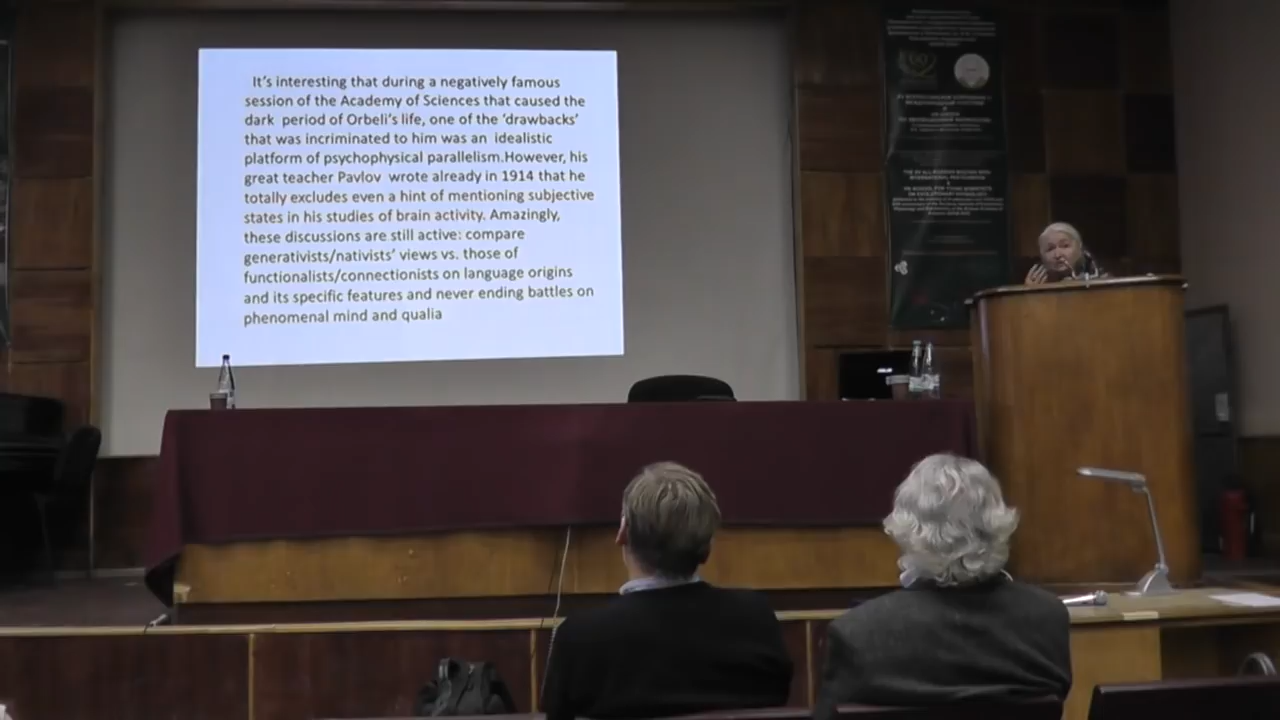 It's interesting that during a negatively famous
session of the Academy of Sciences that caused the
dark period of Orbeli's life, one of the 'drawbacks'
that was incriminated to him was an idealistic
platform of psychophysical parallelism.However, his
great teacher Pavlov wrote already in 1914 that he
totally excludes even a hint of mentioning subjective
states in his studies of brain activity. Amazingly,
these discussions are still active: compare
generativists/nativists' views vs. those of
functionalists/connectionists on language origins
and its specific features and never ending battles on
phenomenal mind and qualia